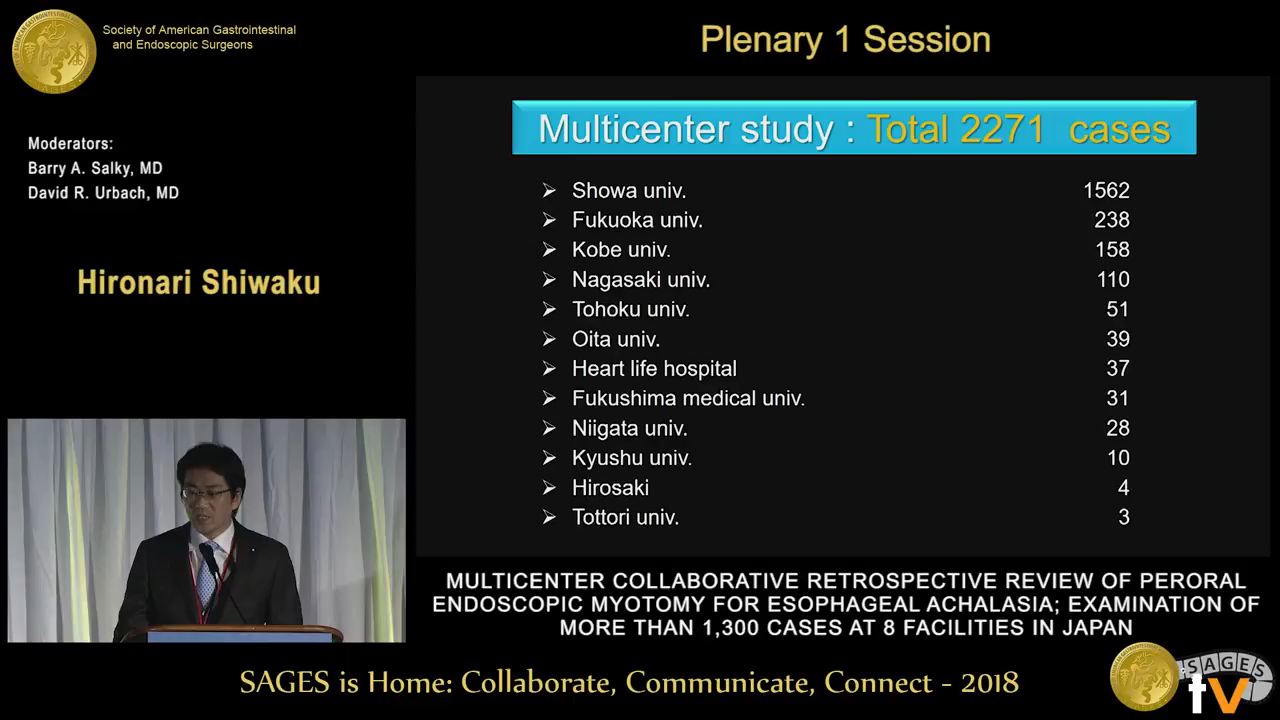 Society of American Gastrointestinal
and Endoscopic Surgeons
Plenary 1 Session
Moderators:
Barry A. Salky, MD
David R. Urbach, MD
Hironari Shiwaku
Multicenter study : Total 2271 cases
➢ Showa univ. 1562
➢ Fukuoka univ. 238
➢ Kobe univ. 158
➢ Nagasaki univ. 110
➢ Tohoku univ. 51
➢ Oita univ. 39
➢ Heart life hospital 37
➢ Fukushima medical univ. 31
➢ Niigata univ. 28
➢ Kyushu univ. 10
➢ Hirosaki 4
➢ Tottori univ. 3
MULTICENTER COLLABORATIVE RETROSPECTIVE REVIEW OF PERORAL
ENDOSCOPIC MYOTOMY FOR ESOPHAGEAL ACHALASIA; EXAMINATION OF
MORE THAN 1,300 CASES AT 8 FACILITIES IN JAPAN
SAGES is Home: Collaborate, Communicate, Connect - 2018
SAGES
tv